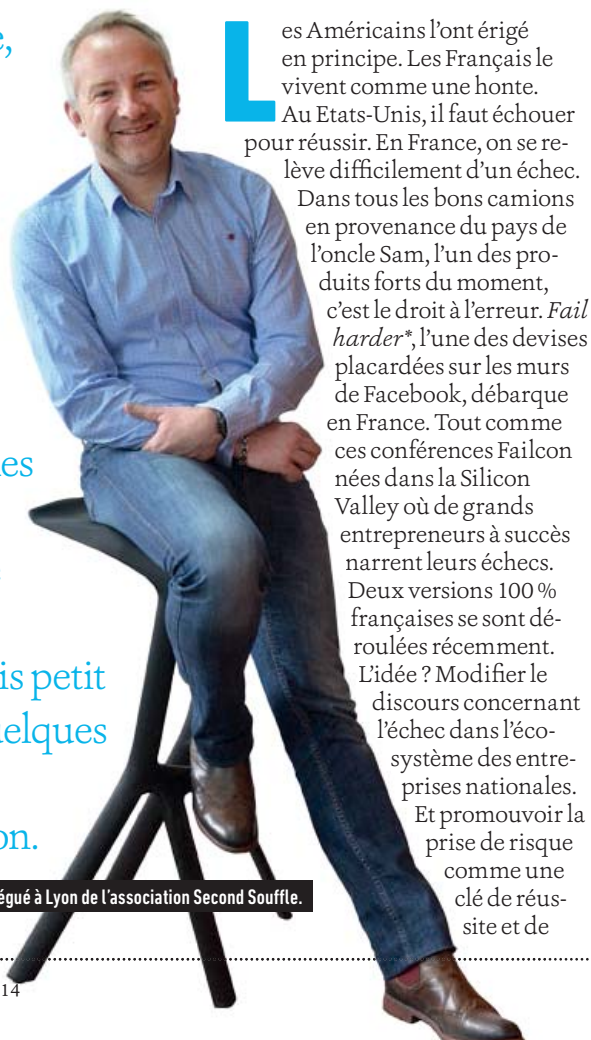 e,
es
is petit
uelques
on.
égué à Lyon de l'association Second Souffle.
Les Américains l'ont érigé
en principe. Les Français le
vivent comme une honte.
Au Etats-Unis, il faut échouer
pour réussir. En France, on se re-
lève difficilement d'un échec.
Dans tous les bons camions
en provenance du pays de
l'oncle Sam, l'un des pro-
duits forts du moment,
c'est le droit à l'erreur. Fail
harder*, l'une des devises
placardées sur les murs
de Facebook, débarque
en France. Tout comme
ces conférences Failcon
nées dans la Silicon
Valley où de grands
entrepreneurs à succès
narrent leurs échecs.
Deux versions 100 %
françaises se sont dé-
roulées récemment.
L'idée ? Modifier le
discours concernant
l'échec dans l'éco-
système des entre-
prises nationales.
Et promouvoir la
prise de risque
comme une
clé de réus-
site et de
14